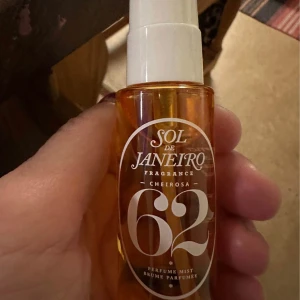 SOL
DE
JANEIRO
FRAGRANCE
CHEIROSA
62
PERFUME MIST
BRUME PARFUMÉE